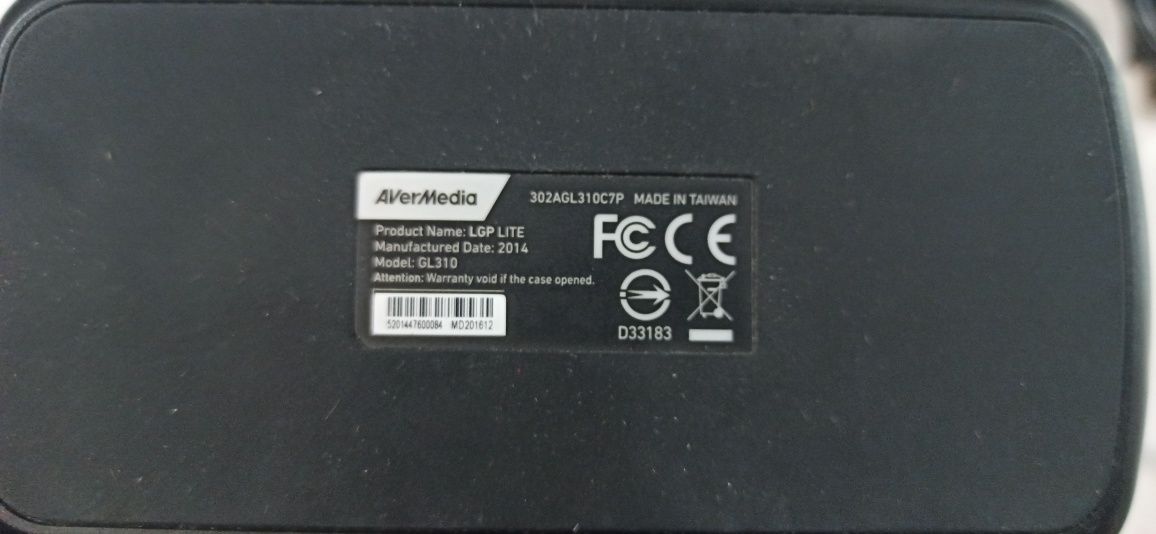 AVerMedia
302AGL310C7P MADE IN TAIWAN
Product Name: LGP LITE
Manufactured Date: 2014
Model: GL310
Attention: Warranty void if the case opened.
FC CE
5201447600084 MD201612
D33183